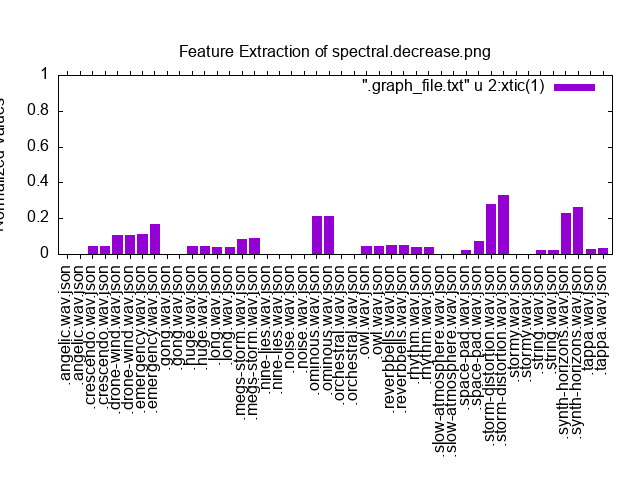 Feature Extraction of spectral.decrease.png
".graph_file.txt" u 2:xtic(1)
Normalized Values
1
0.8
0.6
0.4
0.2
0
.angelic.wav.json
.angelic.wav.json
.crescendo.wav.json
.crescendo.wav.json
.drone-wind.wav.json
.drone-wind.wav.json
.emergency.wav.json
.emergency.wav.json
.gong.wav.json
.gong.wav.json
.huge.wav.json
.huge.wav.json
.long.wav.json
.long.wav.json
.megs-storm.wav.json
.megs-storm.wav.json
.nine-lies.wav.json
.nine-lies.wav.json
.noise.wav.json
.noise.wav.json
.ominous.wav.json
.ominous.wav.json
.orchestral.wav.json
.orchestral.wav.json
.owl.wav.json
.owl.wav.json
.reverbbells.wav.json
.reverbbells.wav.json
.rhythm.wav.json
.rhythm.wav.json
.slow-atmosphere.wav.json
.slow-atmosphere.wav.json
.space-pad.wav.json
.space-pad.wav.json
.storm-distortion.wav.json
.storm-distortion.wav.json
.stormy.wav.json
.stormy.wav.json
.string.wav.json
.string.wav.json
.synth-horizons.wav.json
.synth-horizons.wav.json
.tappa.wav.json
.tappa.wav.json